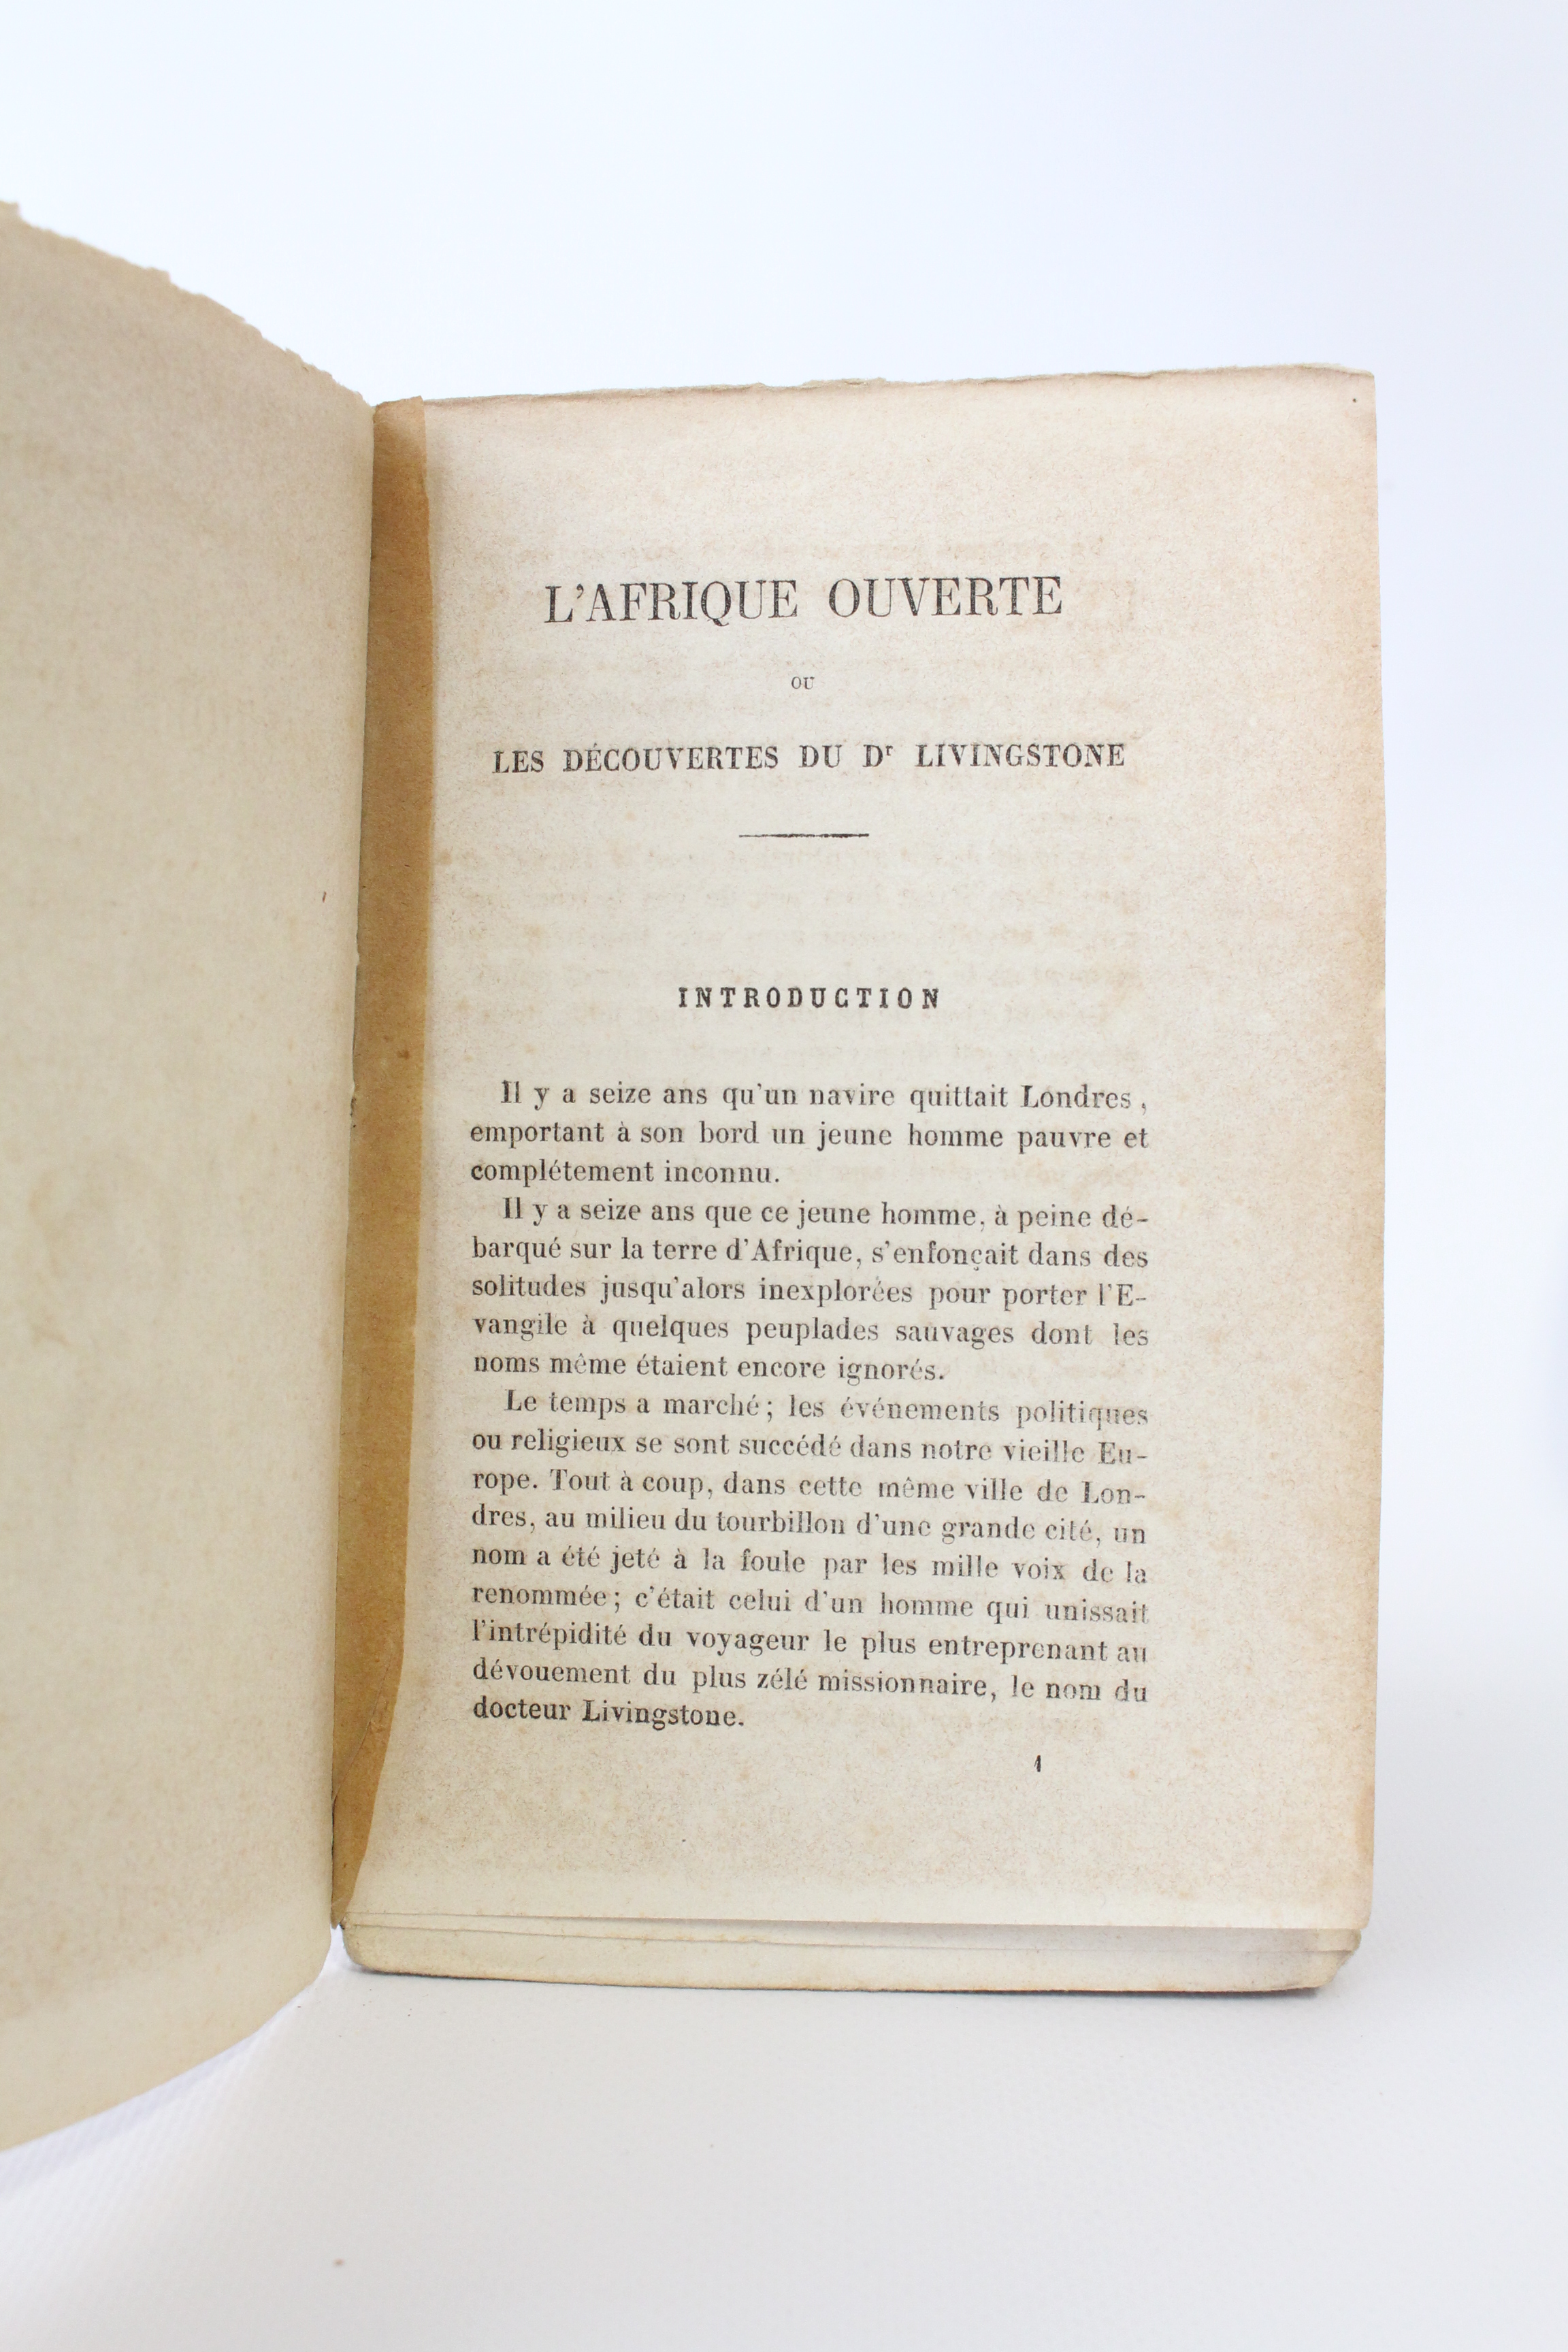 L'AFRIQUE OUVERTE
OU
LES DÉCOUVERTES DU Dr LIVINGSTONE
INTRODUCTION
Il y a seize ans qu'un navire quittait Londres,
emportant à son bord un jeune homme pauvre et
complétement inconnu.
Il y a seize ans que ce jeune homme, à peine dé-
barqué sur la terre d'Afrique, s'enfonçait dans des
solitudes jusqu'alors inexplorées pour porter l'E-
vangile à quelques peuplades sauvages dont les
noms même étaient encore ignorés.
Le temps a marché; les événements politiques
ou religieux se sont succédé dans notre vieille Eu-
rope. Tout à coup, dans cette même ville de Lon-
dres, au milieu du tourbillon d'une grande cité, un
nom a été jeté à la foule par les mille voix de la
renommée; c'était celui d'un homme qui unissait
l'intrépidité du voyageur le plus entreprenant au
dévouement du plus zélé missionnaire, le nom du
docteur Livingstone.
1